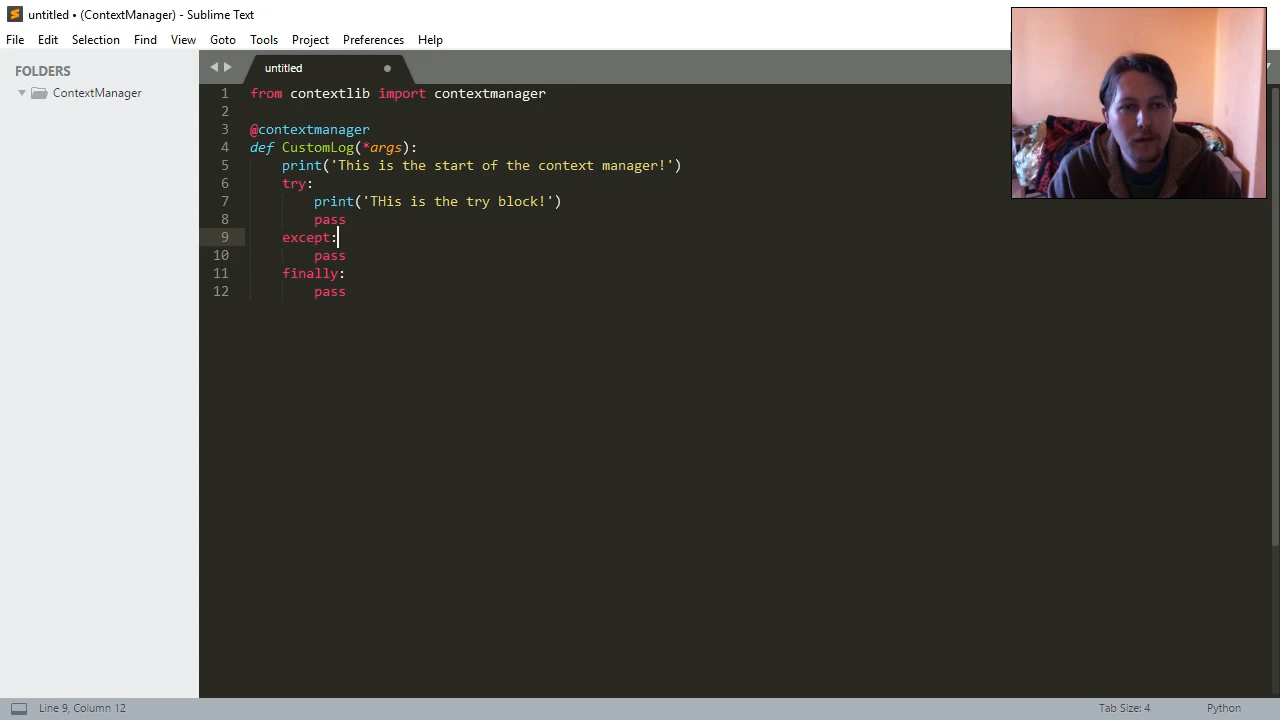 untitled • (ContextManager) - Sublime Text
File Edit Selection Find View Goto Tools Project Preferences Help
FOLDERS
ContextManager
untitled
1 from contextlib import contextmanager
2
3 @contextmanager
4 def CustomLog(*args):
5     print('This is the start of the context manager!')
6     try:
7         print('THis is the try block!')
8         pass
9     except:
10         pass
11     finally:
12         pass
Line 9, Column 12
Tab Size: 4
Python